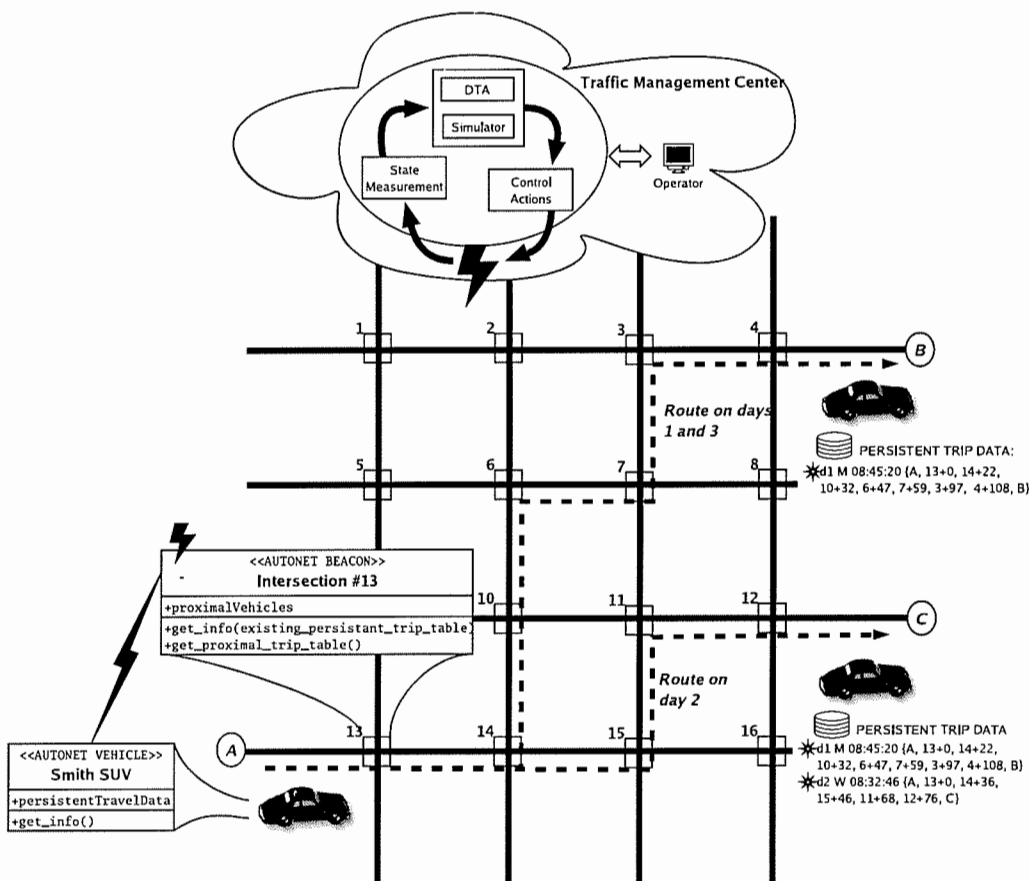 Traffic Management Center
DTA
Simulator
State
Measurement
Control
Actions
Operator
1
2
3
4
B
Route on days
1 and 3
PERSISTENT TRIP DATA:
d1 M 08:45:20 {A, 13+0, 14+22,
10+32, 6+47, 7+59, 3+97, 4+108, B}
5
6
7
8
<<AUTONET BEACON>>
Intersection #13
+proximalVehicles
+get_info(existing_persistant_trip_table)
+get_proximal_trip_table()
10
11
12
C
Route on
day 2
PERSISTENT TRIP DATA
d1 M 08:45:20 {A, 13+0, 14+22,
10+32, 6+47, 7+59, 3+97, 4+108, B}
d2 W 08:32:46 {A, 13+0, 14+36,
15+46, 11+68, 12+76, C}
A
13
14
15
16
<<AUTONET VEHICLE>>
Smith SUV
+persistentTravelData
+get_info()